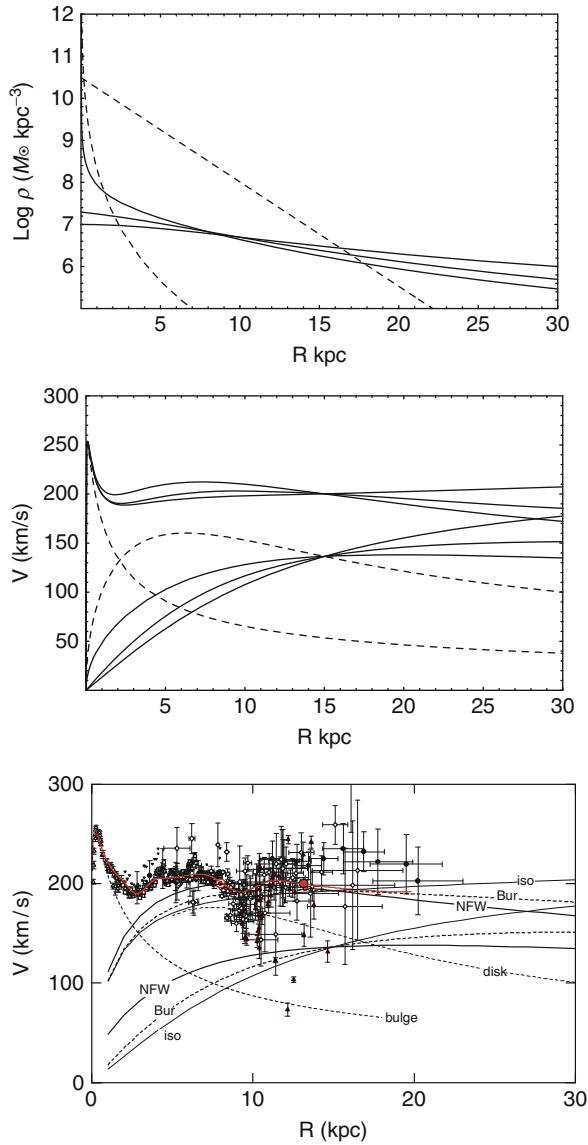 12
11
10
9
8
7
6
Log ρ (M☉ kpc⁻³)
5 10 15 20 25 30
R kpc
300
250
200
150
100
50
V (km/s)
5 10 15 20 25 30
R kpc
300
200
100
0
V (km/s)
iso
Bur
NFW
NFW
Bur
iso
disk
bulge
0 10 20 30
R (kpc)